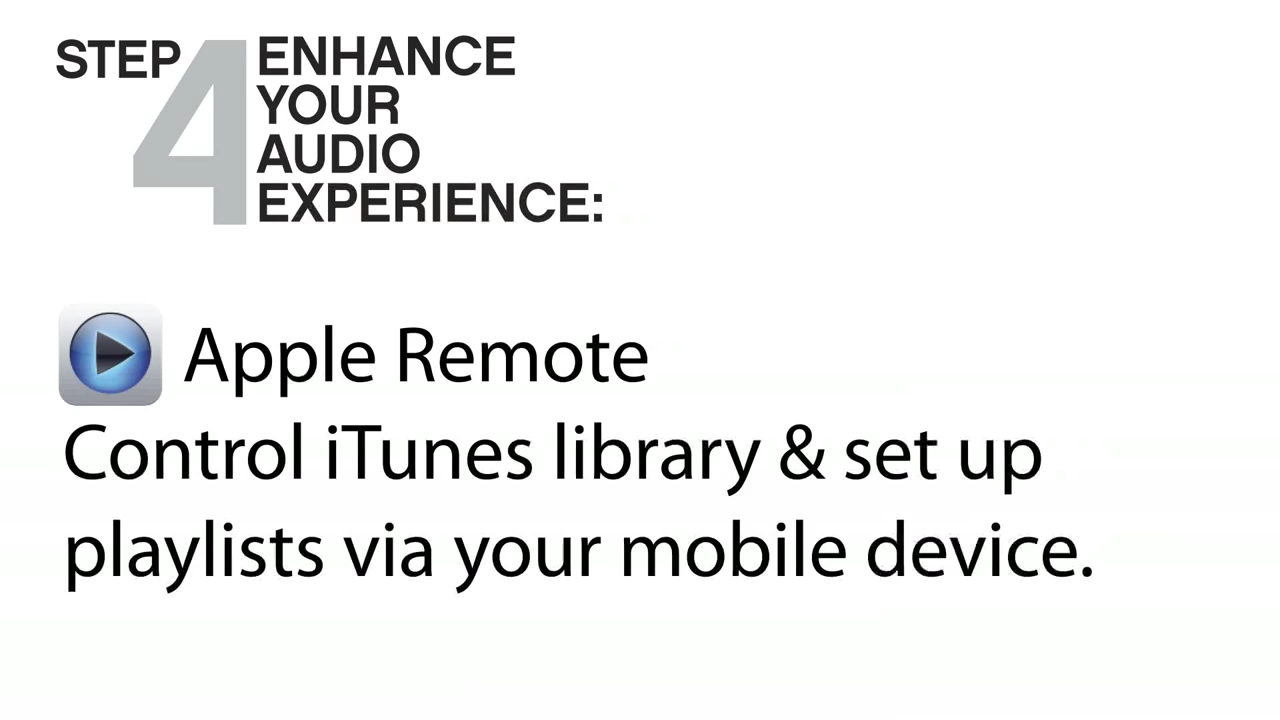 STEP 4 ENHANCE
YOUR
AUDIO
EXPERIENCE:
Apple Remote
Control iTunes library & set up
playlists via your mobile device.